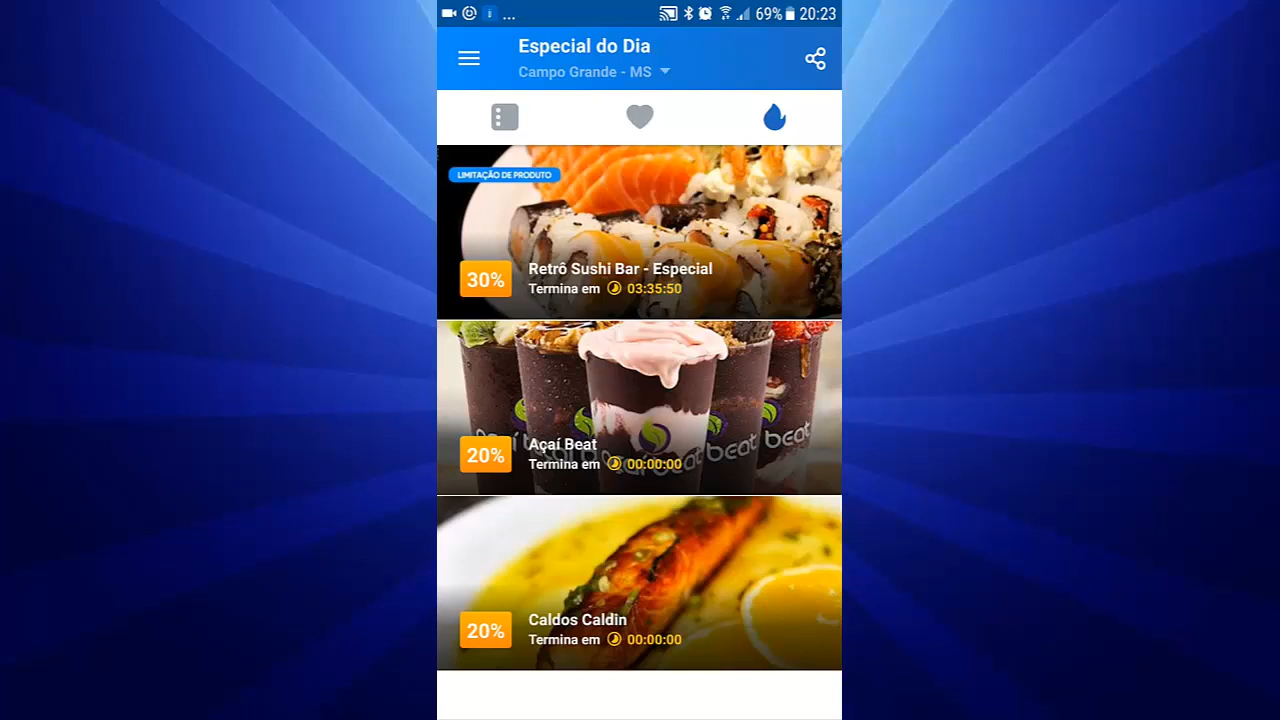 ... 69% 20:23
Especial do Dia
Campo Grande - MS
LIMITAÇÃO DE PRODUTO
30%
Retrô Sushi Bar - Especial
Termina em 03:35:50
beat beat
20%
Açaí Beat
Termina em 00:00:00
20%
Caldos Caldin
Termina em 00:00:00